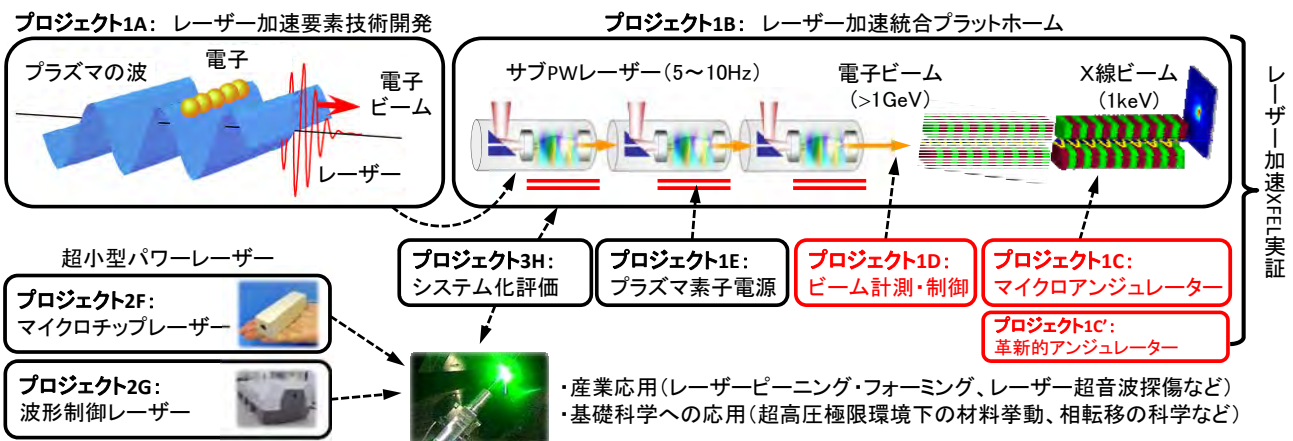 プロジェクト1A: レーザー加速要素技術開発
プラズマの波
電子
電子
ビーム
レーザー
プロジェクト1B: レーザー加速統合プラットホーム
サブPWレーザー(5～10Hz)
電子ビーム
(>1GeV)
X線ビーム
(1keV)
レーザー加速XFEL実証
プロジェクト3H:
システム化評価
プロジェクト1E:
プラズマ素子電源
プロジェクト1D:
ビーム計測・制御
プロジェクト1C:
マイクロアンジュレーター
プロジェクト1C’:
革新的アンジュレーター
超小型パワーレーザー
プロジェクト2F:
マイクロチップレーザー
プロジェクト2G:
波形制御レーザー
・産業応用(レーザーピーニング・フォーミング、レーザー超音波探傷など)
・基礎科学への応用(超高圧極限環境下の材料挙動、相転移の科学など)